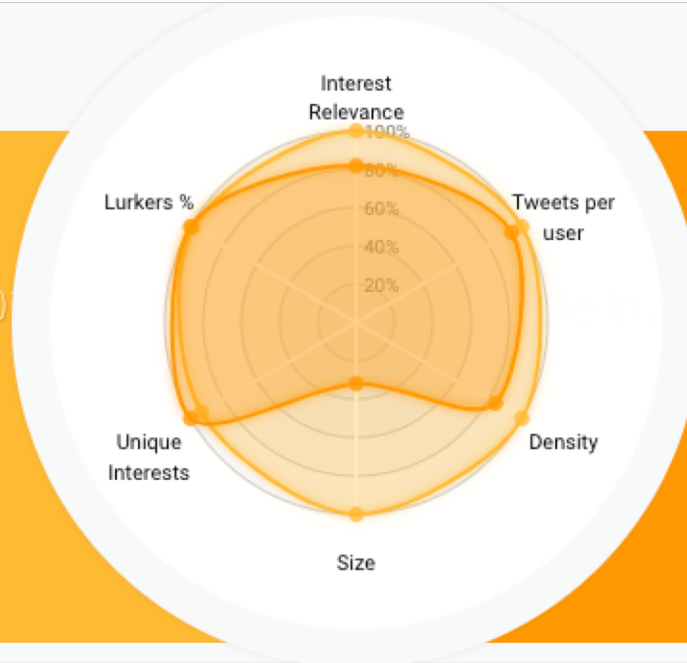 Interest
Relevance
100%
80%
Lurkers %
60%
Tweets per
user
40%
20%
Unique
Interests
Density
Size